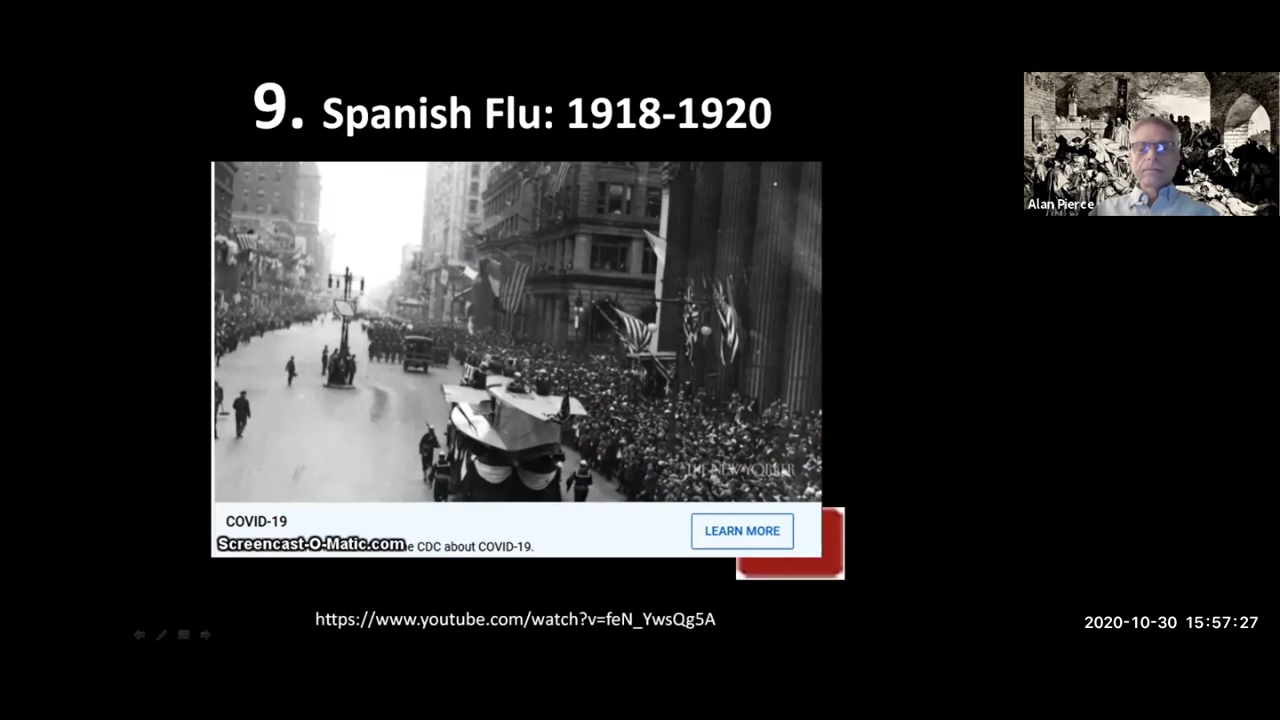 9. Spanish Flu: 1918-1920
Alan Pierce
THE NEW YORKER
COVID-19
LEARN MORE
Screencast-O-Matic.com
e CDC about COVID-19.
https://www.youtube.com/watch?v=feN_YwsQg5A
2020-10-30 15:57:27